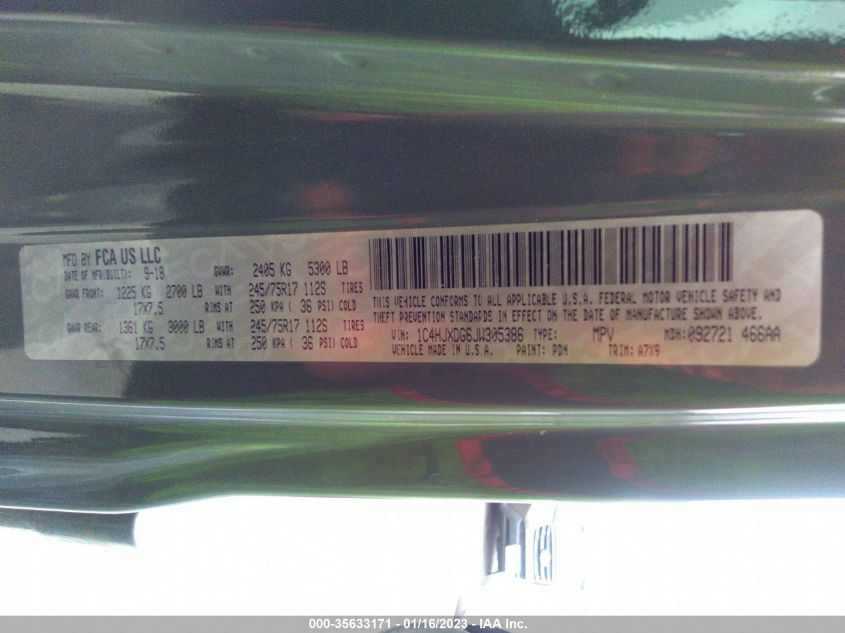 MFD BY FCA US LLC
DATE OF MFR(BUILT): 9-18 GVWR: 2405 KG 5300 LB
GAWR FRONT: 1225 KG 2700 LB WITH 245/75R17 112S TIRES
17X7.5 RIMS AT 250 KPA ( 36 PSI) COLD
GAWR REAR: 1361 KG 3000 LB WITH 245/75R17 112S TIRES
17X7.5 RIMS AT 250 KPA ( 36 PSI) COLD
THIS VEHICLE CONFORMS TO ALL APPLICABLE U.S.A. FEDERAL MOTOR VEHICLE SAFETY AND
THEFT PREVENTION STANDARDS IN EFFECT ON THE DATE OF MANUFACTURE SHOWN ABOVE.
VIN: 1C4HJXDG6JW305386 TYPE: MPV MDH: 092721 466AA
VEHICLE MADE IN U.S.A. PAINT: PDN TRIM: A7X9
000-35633171 - 01/16/2023 - © IAA Inc.